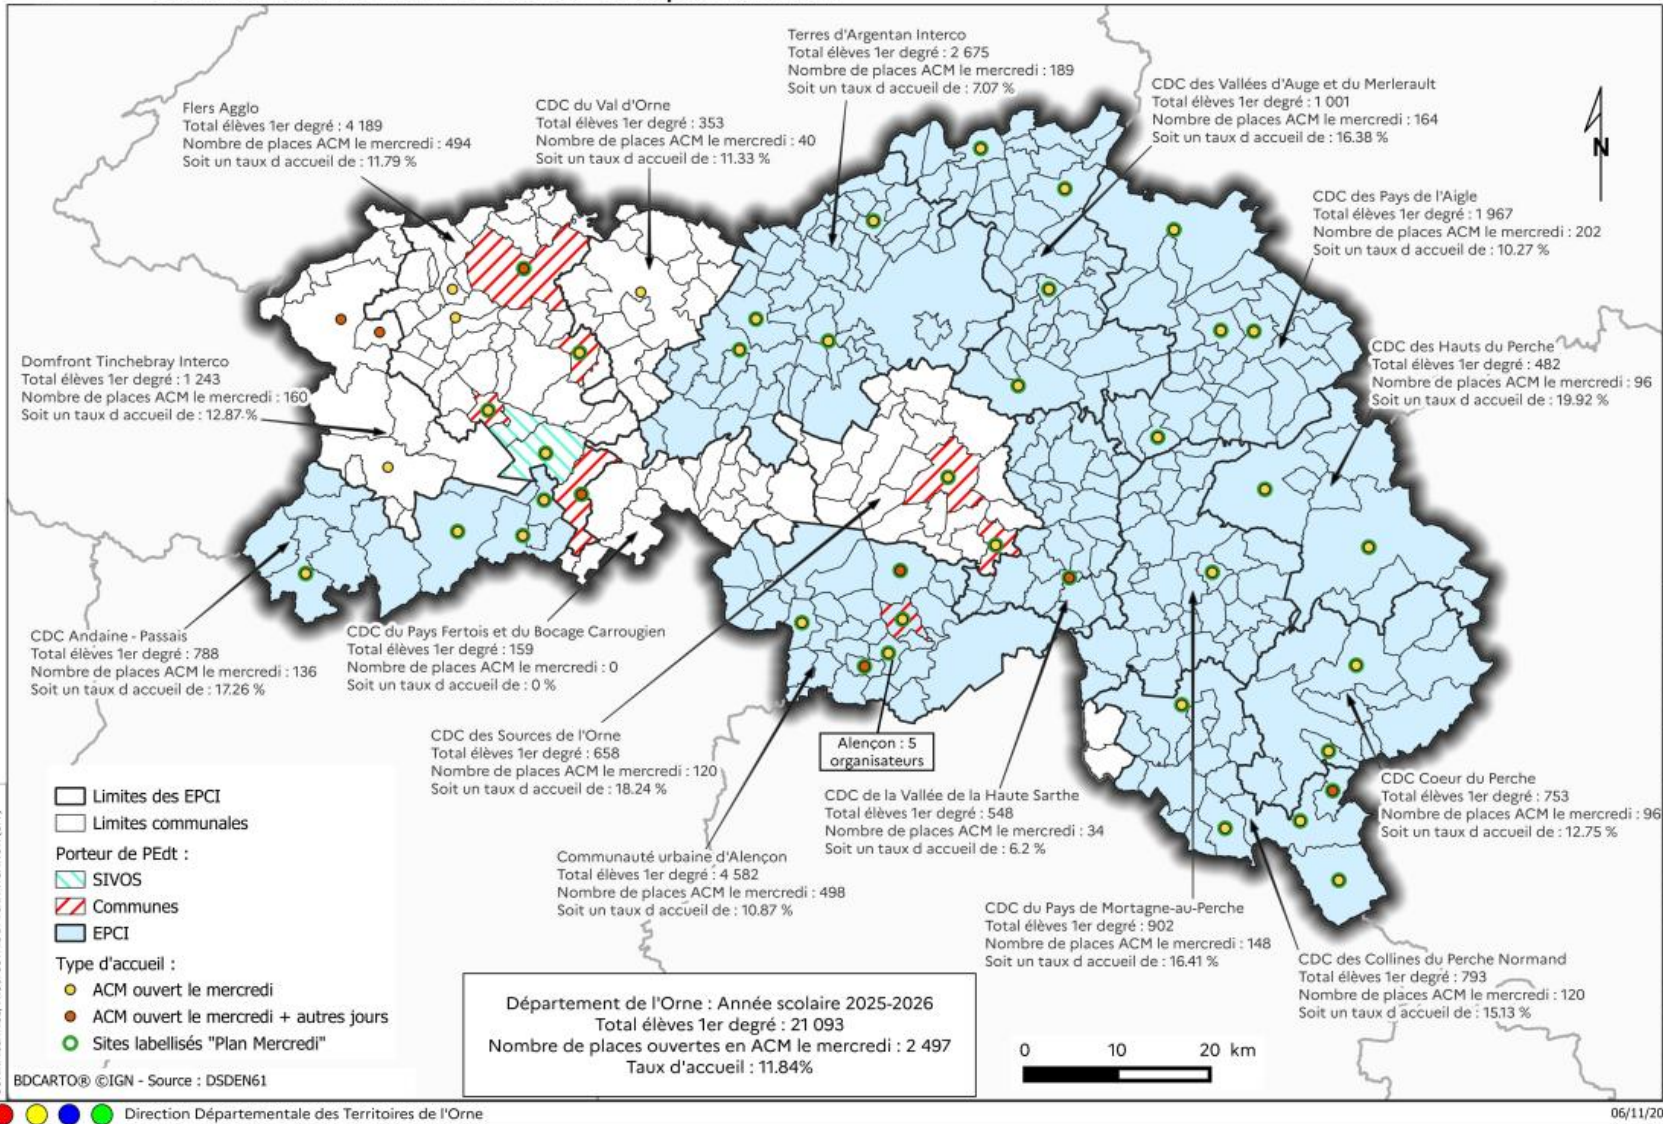 Terres d'Argentan Interco
Total élèves 1er degré : 2 675
Nombre de places ACM le mercredi : 189
Soit un taux d accueil de : 7.07 %
CDC des Vallées d'Auge et du Merlerault
Total élèves 1er degré : 1 001
Nombre de places ACM le mercredi : 164
Soit un taux d accueil de : 16.38 %
Flers Agglo
Total élèves 1er degré : 4 189
Nombre de places ACM le mercredi : 494
Soit un taux d accueil de : 11.79 %
CDC du Val d'Orne
Total élèves 1er degré : 353
Nombre de places ACM le mercredi : 40
Soit un taux d accueil de : 11.33 %
N
CDC des Pays de l'Aigle
Total élèves 1er degré : 1 967
Nombre de places ACM le mercredi : 202
Soit un taux d accueil de : 10.27 %
Domfront Tinchebray Interco
Total élèves 1er degré : 1 243
Nombre de places ACM le mercredi : 160
Soit un taux d accueil de : 12.87 %
CDC des Hauts du Perche
Total élèves 1er degré : 482
Nombre de places ACM le mercredi : 96
Soit un taux d accueil de : 19.92 %
CDC Andaine - Passais
Total élèves 1er degré : 788
Nombre de places ACM le mercredi : 136
Soit un taux d accueil de : 17.26 %
CDC du Pays Fertois et du Bocage Carrougien
Total élèves 1er degré : 159
Nombre de places ACM le mercredi : 0
Soit un taux d accueil de : 0 %
CDC des Sources de l'Orne
Total élèves 1er degré : 658
Nombre de places ACM le mercredi : 120
Soit un taux d accueil de : 18.24 %
Alençon : 5
organisateurs
CDC de la Vallée de la Haute Sarthe
Total élèves 1er degré : 548
Nombre de places ACM le mercredi : 34
Soit un taux d accueil de : 6.2 %
CDC Coeur du Perche
Total élèves 1er degré : 753
Nombre de places ACM le mercredi : 96
Soit un taux d accueil de : 12.75 %
Communauté urbaine d'Alençon
Total élèves 1er degré : 4 582
Nombre de places ACM le mercredi : 498
Soit un taux d accueil de : 10.87 %
CDC du Pays de Mortagne-au-Perche
Total élèves 1er degré : 902
Nombre de places ACM le mercredi : 148
Soit un taux d accueil de : 16.41 %
CDC des Collines du Perche Normand
Total élèves 1er degré : 793
Nombre de places ACM le mercredi : 120
Soit un taux d accueil de : 15.13 %
Limites des EPCI
Limites communales
Porteur de PEdt :
SIVOS
Communes
EPCI
Type d'accueil :
ACM ouvert le mercredi
ACM ouvert le mercredi + autres jours
Sites labellisés "Plan Mercredi"
BDCARTO® ©IGN - Source : DSDEN61
Département de l'Orne : Année scolaire 2025-2026
Total élèves 1er degré : 21 093
Nombre de places ouvertes en ACM le mercredi : 2 497
Taux d'accueil : 11.84%
0 10 20 km
Direction Départementale des Territoires de l'Orne
06/11/20